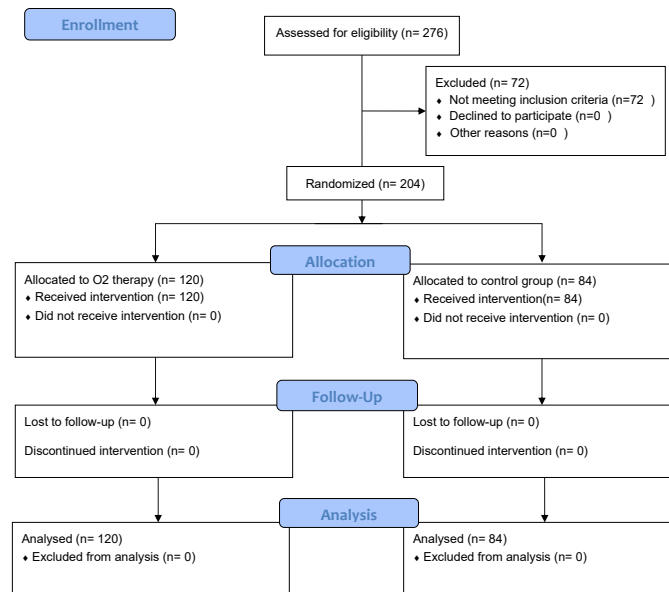 Enrollment
Assessed for eligibility (n= 276)
Excluded (n= 72)
♦ Not meeting inclusion criteria (n=72 )
♦ Declined to participate (n=0 )
♦ Other reasons (n=0 )
Randomized (n= 204)
Allocation
Allocated to O2 therapy (n= 120)
♦ Received intervention (n= 120)
♦ Did not receive intervention (n= 0)
Allocated to control group (n= 84)
♦ Received intervention(n= 84)
♦ Did not receive intervention (n= 0)
Follow-Up
Lost to follow-up (n= 0)
Discontinued intervention (n= 0)
Lost to follow-up (n= 0)
Discontinued intervention (n= 0)
Analysis
Analysed (n= 120)
♦ Excluded from analysis (n= 0)
Analysed (n= 84)
♦ Excluded from analysis (n= 0)